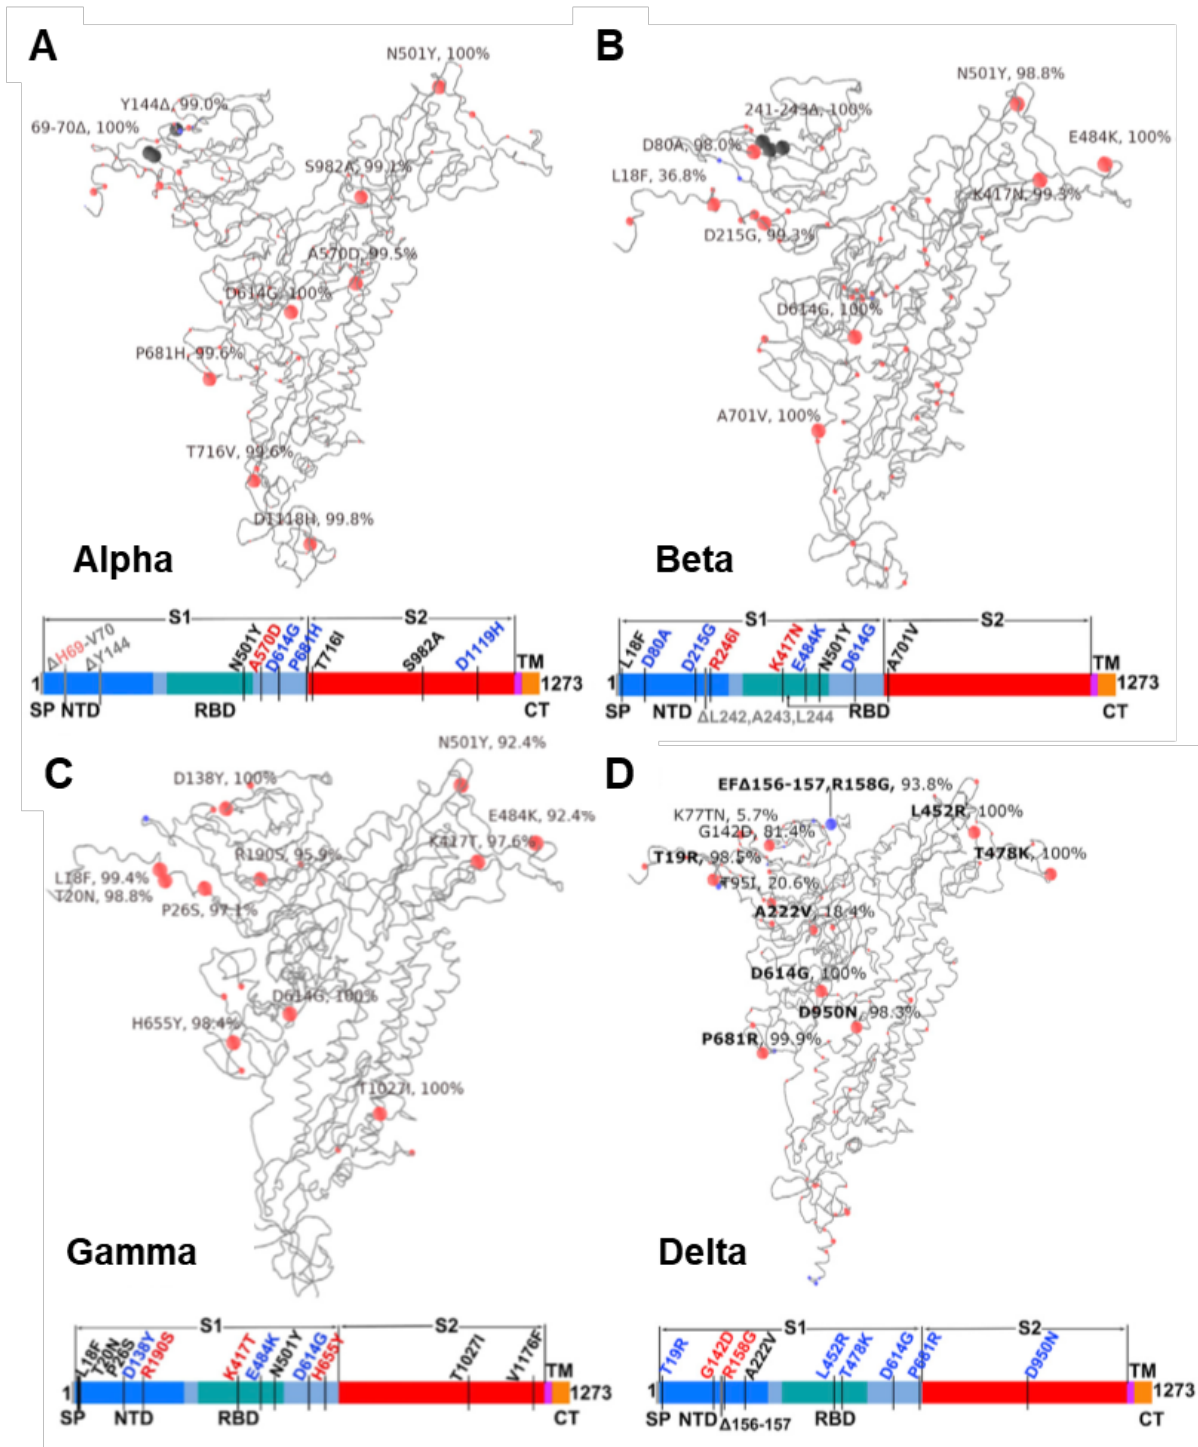 A
N501Y, 100%
Y144Δ, 99.0%
69-70Δ, 100%
S982A, 99.1%
A570D, 99.5%
D614G, 100%
P681H, 99.6%
T716V, 99.6%
D1118H, 99.8%
Alpha
S1 S2
ΔH69-V70 ΔY144 N501Y A570D D614G P681H T716I S982A D1119H TM
1 1273
SP NTD RBD CT
B
N501Y, 98.8%
241-243Δ, 100%
E484K, 100%
D80A, 98.0%
L18F, 36.8%
K417N, 99.3%
D215G, 99.3%
D614G, 100%
A701V, 100%
Beta
S1 S2
L18F D80A D215G R246I K417N E484K N501Y D614G A701V TM
1 1273
SP NTD ΔL242,A243,L244 RBD CT
C
N501Y, 92.4%
D138Y, 100%
E484K, 92.4%
K417T, 97.6%
R190S, 95.9%
L18F, 99.4%
T20N, 98.8%
P26S, 97.1%
D614G, 100%
H655Y, 98.4%
T1027I, 100%
Gamma
S1 S2
L18F T20N P26S D138Y R190S K417T E484K N501Y D614G H655Y T1027I V1176F TM
1 1273
SP NTD RBD CT
D
EFΔ156-157,R158G, 93.8%
K77TN, 5.7%
L452R, 100%
G142D, 81.4%
T19R, 98.5%
T478K, 100%
T95I, 20.6%
A222V, 18.4%
D614G, 100%
D950N, 98.3%
P681R, 99.9%
Delta
S1 S2
T19R G142D R158G A222V L452R T478K D614G P681R D950N TM
1 1273
SP NTD Δ156-157 RBD CT